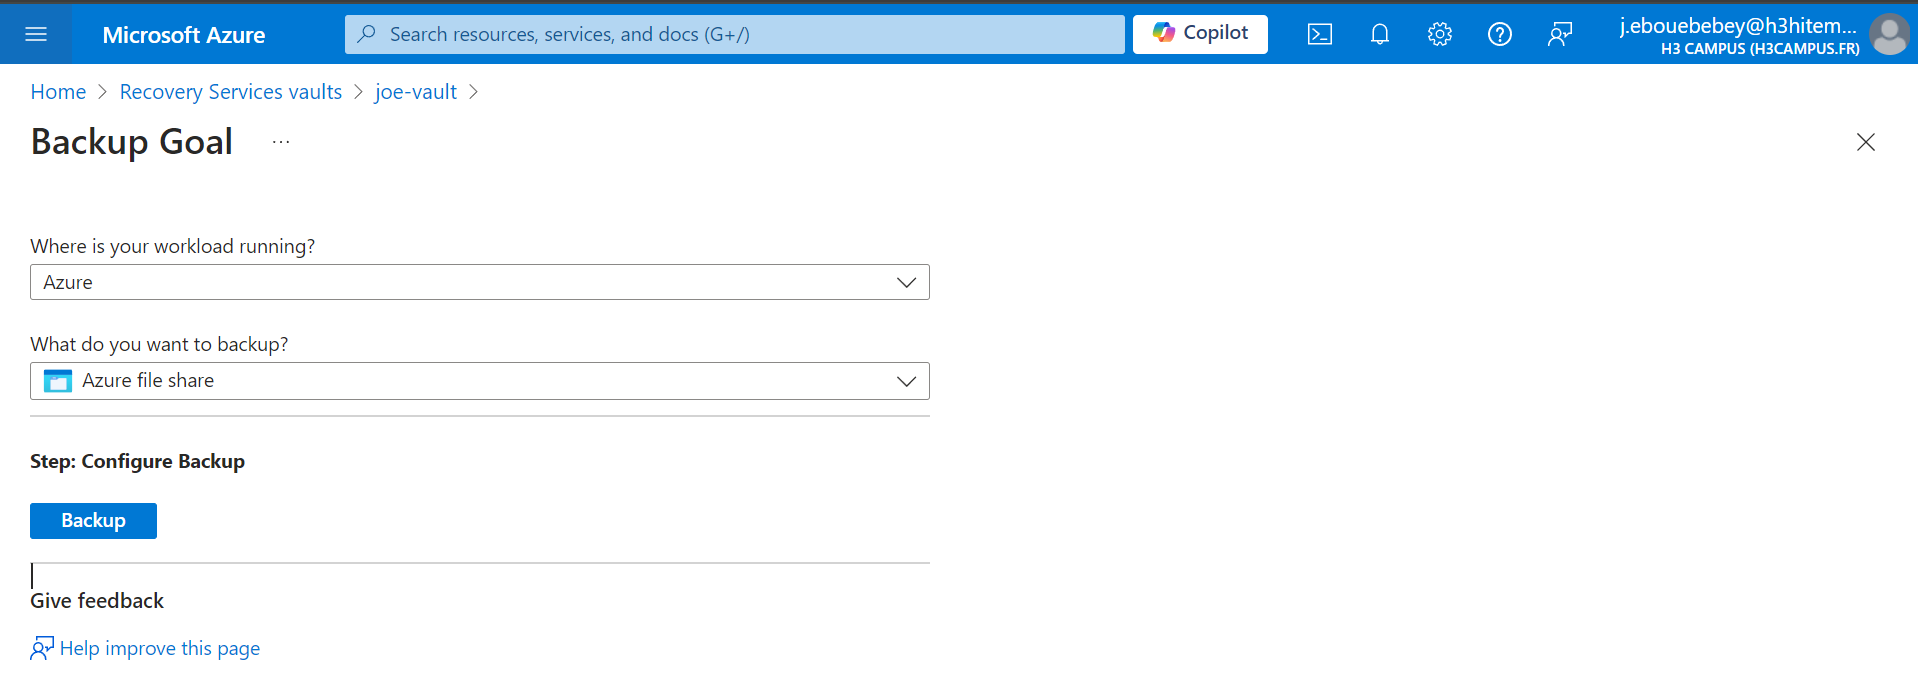 Microsoft Azure
Search resources, services, and docs (G+/)
Copilot
j.ebouebebey@h3hitem...
H3 CAMPUS (H3CAMPUS.FR)
Home > Recovery Services vaults > joe-vault >
Backup Goal ...
Where is your workload running?
Azure
What do you want to backup?
Azure file share
Step: Configure Backup
Backup
Give feedback
Help improve this page